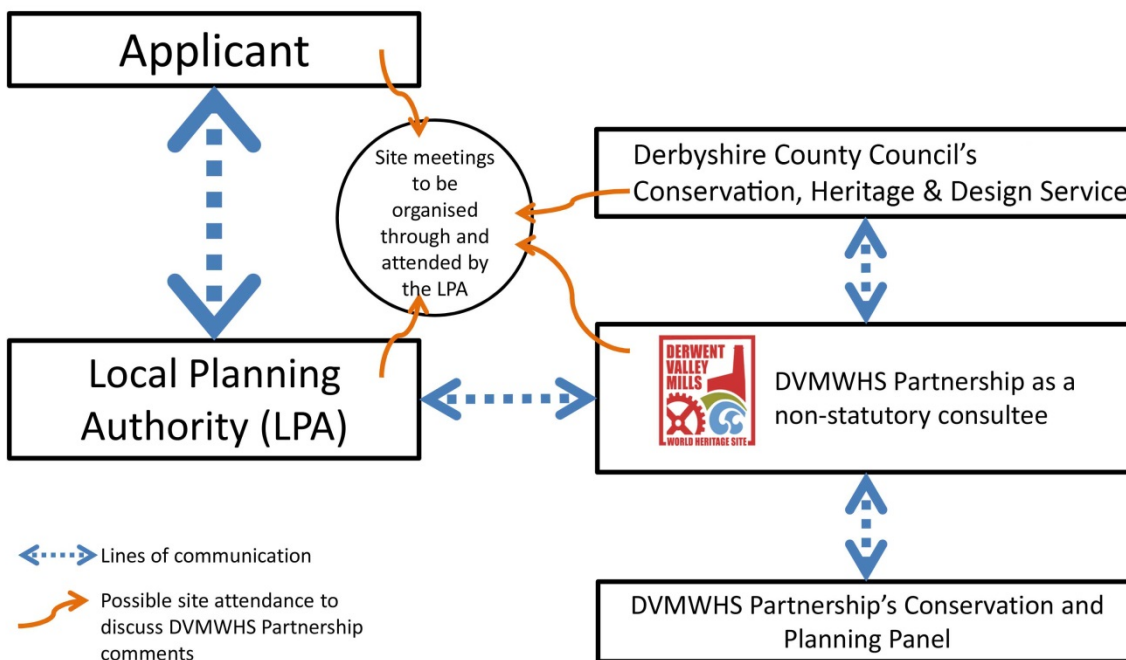 Applicant
Site meetings
to be
organised
through and
attended by
the LPA
Derbyshire County Council’s
Conservation, Heritage & Design Service
Local Planning
Authority (LPA)
DERWENT
VALLEY
MILLS
WORLD HERITAGE SITE
DVMWHS Partnership as a
non-statutory consultee
Lines of communication
Possible site attendance to
discuss DVMWHS Partnership
comments
DVMWHS Partnership’s Conservation and
Planning Panel